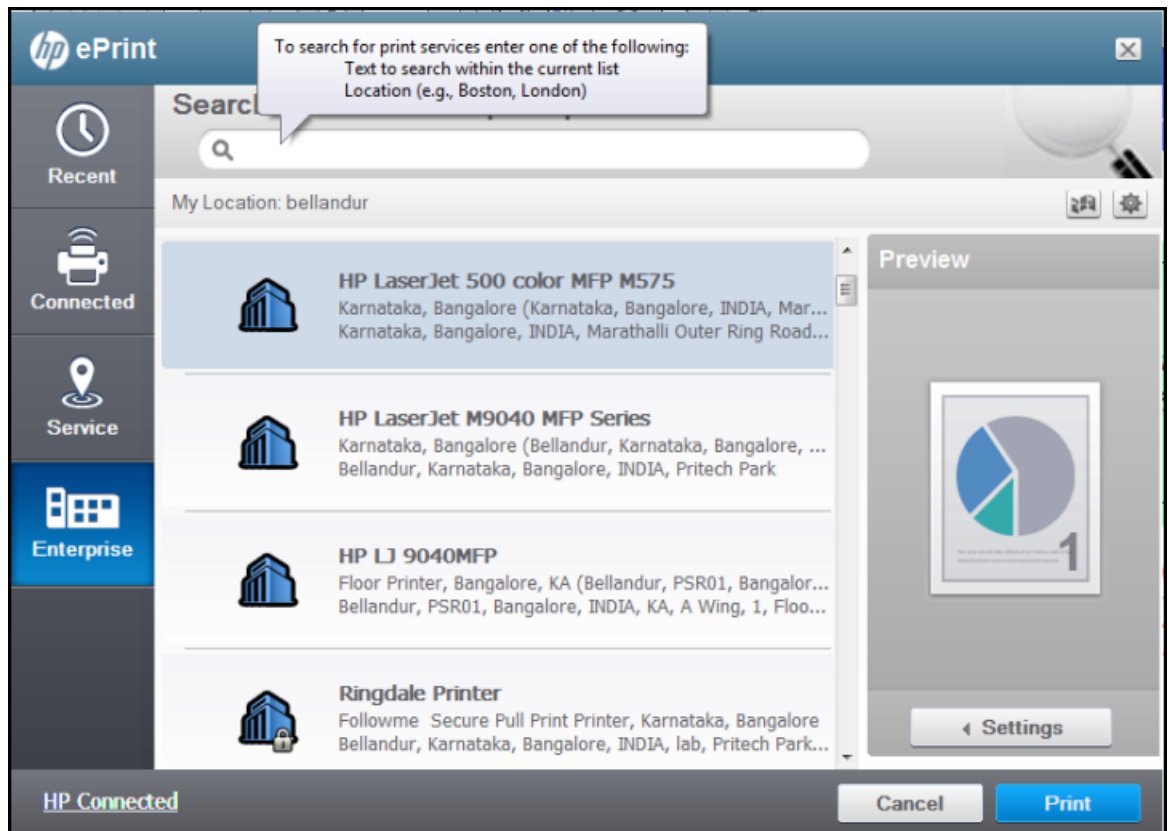 hp ePrint
To search for print services enter one of the following:
Text to search within the current list
Location (e.g., Boston, London)
Recent
My Location: bellandur
Connected
Service
Enterprise
HP LaserJet 500 color MFP M575
Karnataka, Bangalore (Karnataka, Bangalore, INDIA, Mar...
Karnataka, Bangalore, INDIA, Marathalli Outer Ring Road...
HP LaserJet M9040 MFP Series
Karnataka, Bangalore (Bellandur, Karnataka, Bangalore, ...
Bellandur, Karnataka, Bangalore, INDIA, Pritech Park
HP LJ 9040MFP
Floor Printer, Bangalore, KA (Bellandur, PSR01, Bangalor...
Bellandur, PSR01, Bangalore, INDIA, KA, A Wing, 1, Floo...
Ringdale Printer
Followme Secure Pull Print Printer, Karnataka, Bangalore
Bellandur, Karnataka, Bangalore, INDIA, lab, Pritech Park...
Preview
1
Settings
HP Connected
Cancel
Print